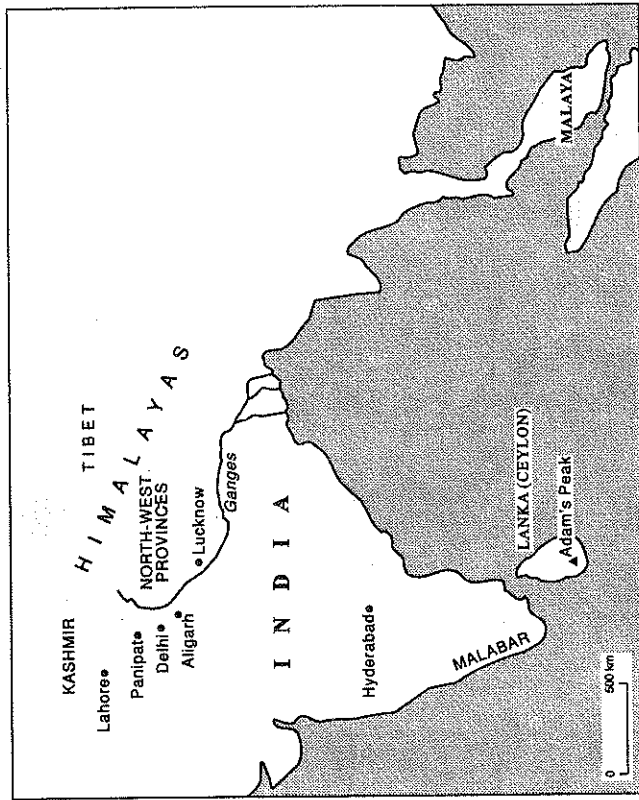 KASHMIR
TIBET
Lahore
HIMALAYAS
Panipat
NORTH-WEST
PROVINCES
Delhi
Aligarh
Lucknow
Ganges
INDIA
Hyderabad
MALABAR
LANKA (CEYLON)
Adam's Peak
MALAYA
0 500 km